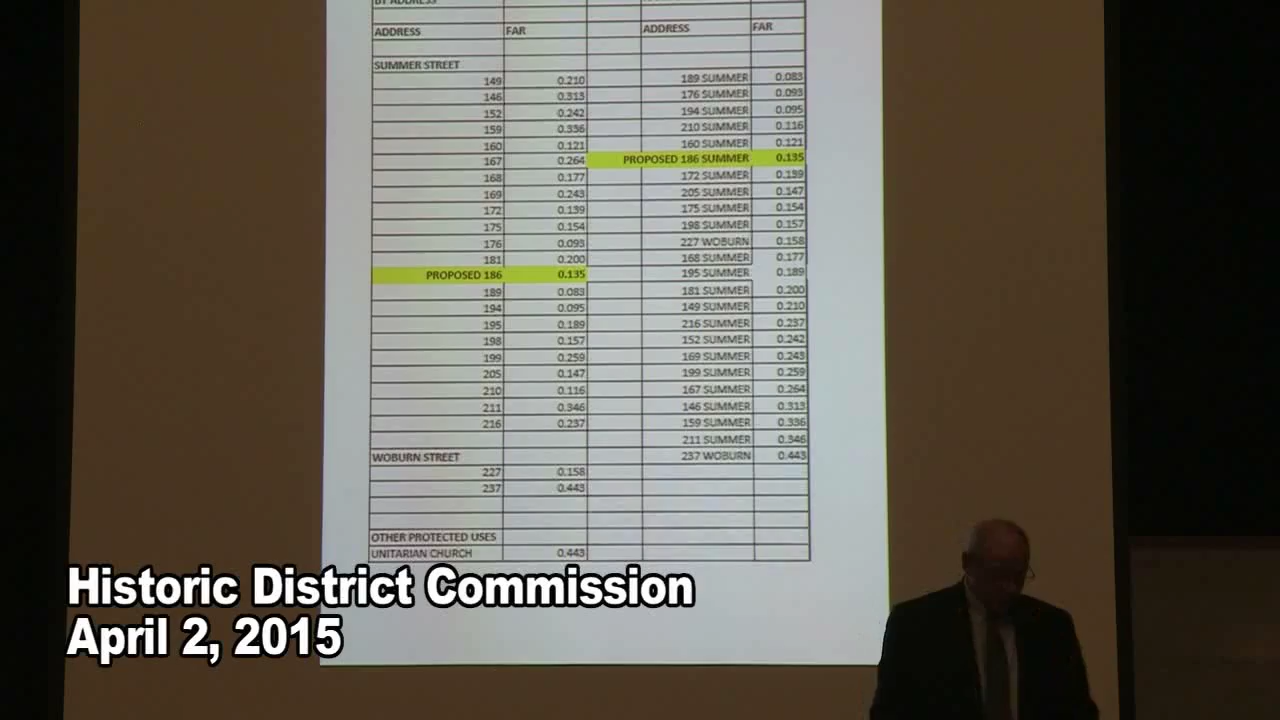 BY ADDRESS
ADDRESS FAR ADDRESS FAR
SUMMER STREET
149 0.210 189 SUMMER 0.083
146 0.313 176 SUMMER 0.093
152 0.242 194 SUMMER 0.095
159 0.336 210 SUMMER 0.116
160 0.121 160 SUMMER 0.121
167 0.264 PROPOSED 186 SUMMER 0.135
168 0.177 172 SUMMER 0.139
169 0.243 205 SUMMER 0.147
172 0.139 175 SUMMER 0.154
175 0.154 198 SUMMER 0.157
176 0.093 227 WOBURN 0.158
181 0.200 168 SUMMER 0.177
PROPOSED 186 0.135 195 SUMMER 0.189
189 0.083 181 SUMMER 0.200
194 0.095 149 SUMMER 0.210
195 0.189 216 SUMMER 0.237
198 0.157 152 SUMMER 0.242
199 0.259 169 SUMMER 0.243
205 0.147 199 SUMMER 0.259
210 0.116 167 SUMMER 0.264
211 0.346 146 SUMMER 0.313
216 0.237 159 SUMMER 0.336
211 SUMMER 0.346
WOBURN STREET 237 WOBURN 0.443
227 0.158
237 0.443
OTHER PROTECTED USES
UNITARIAN CHURCH 0.443
Historic District Commission
April 2, 2015